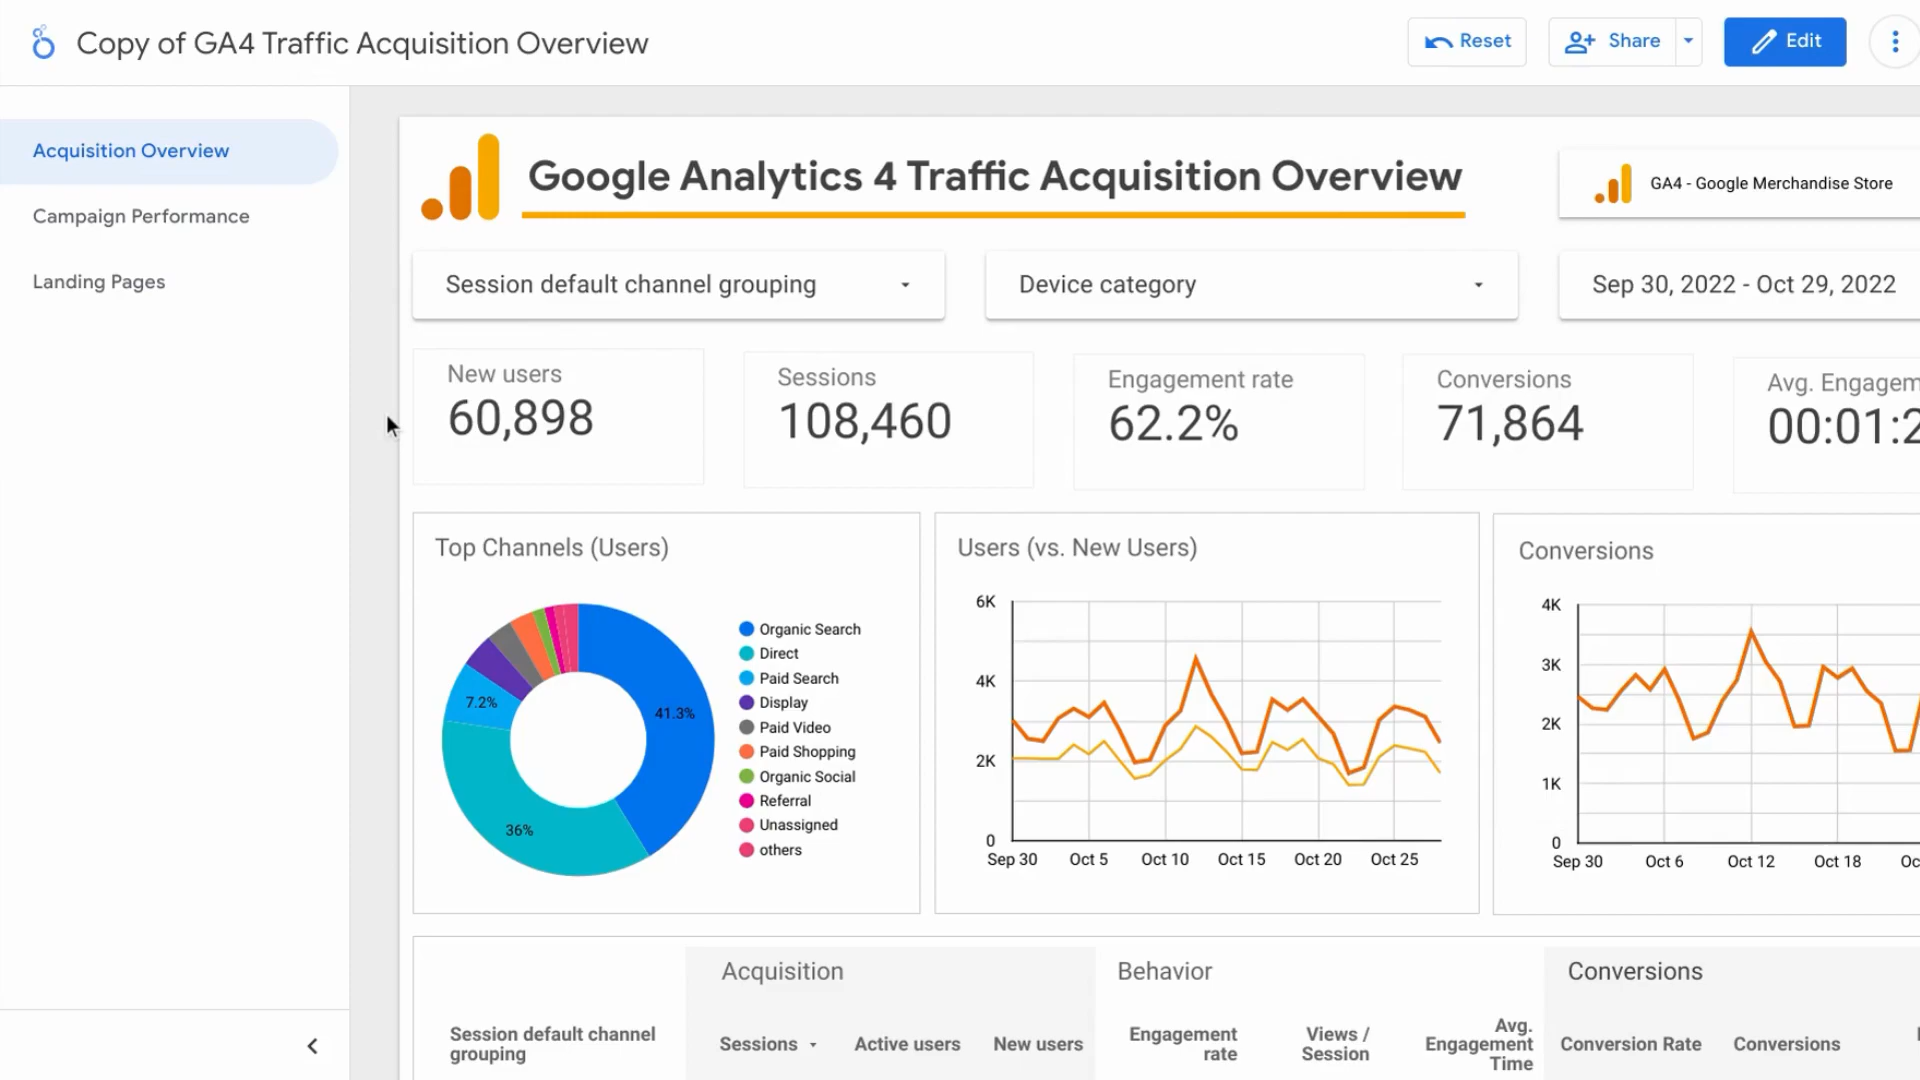 Copy of GA4 Traffic Acquisition Overview
Reset
Share
Edit
Acquisition Overview
Campaign Performance
Landing Pages
Google Analytics 4 Traffic Acquisition Overview
GA4 - Google Merchandise Store
Session default channel grouping
Device category
Sep 30, 2022 - Oct 29, 2022
New users
60,898
Sessions
108,460
Engagement rate
62.2%
Conversions
71,864
Avg. Engagem
00:01:2
Top Channels (Users)
41.3%
36%
7.2%
Organic Search
Direct
Paid Search
Display
Paid Video
Paid Shopping
Organic Social
Referral
Unassigned
others
Users (vs. New Users)
6K
4K
2K
0
Sep 30 Oct 5 Oct 10 Oct 15 Oct 20 Oct 25
Conversions
4K
3K
2K
1K
0
Sep 30 Oct 6 Oct 12 Oct 18 Oc
Acquisition
Behavior
Conversions
Session default channel
grouping
Sessions
Active users
New users
Engagement
rate
Views /
Session
Avg.
Engagement
Time
Conversion Rate
Conversions